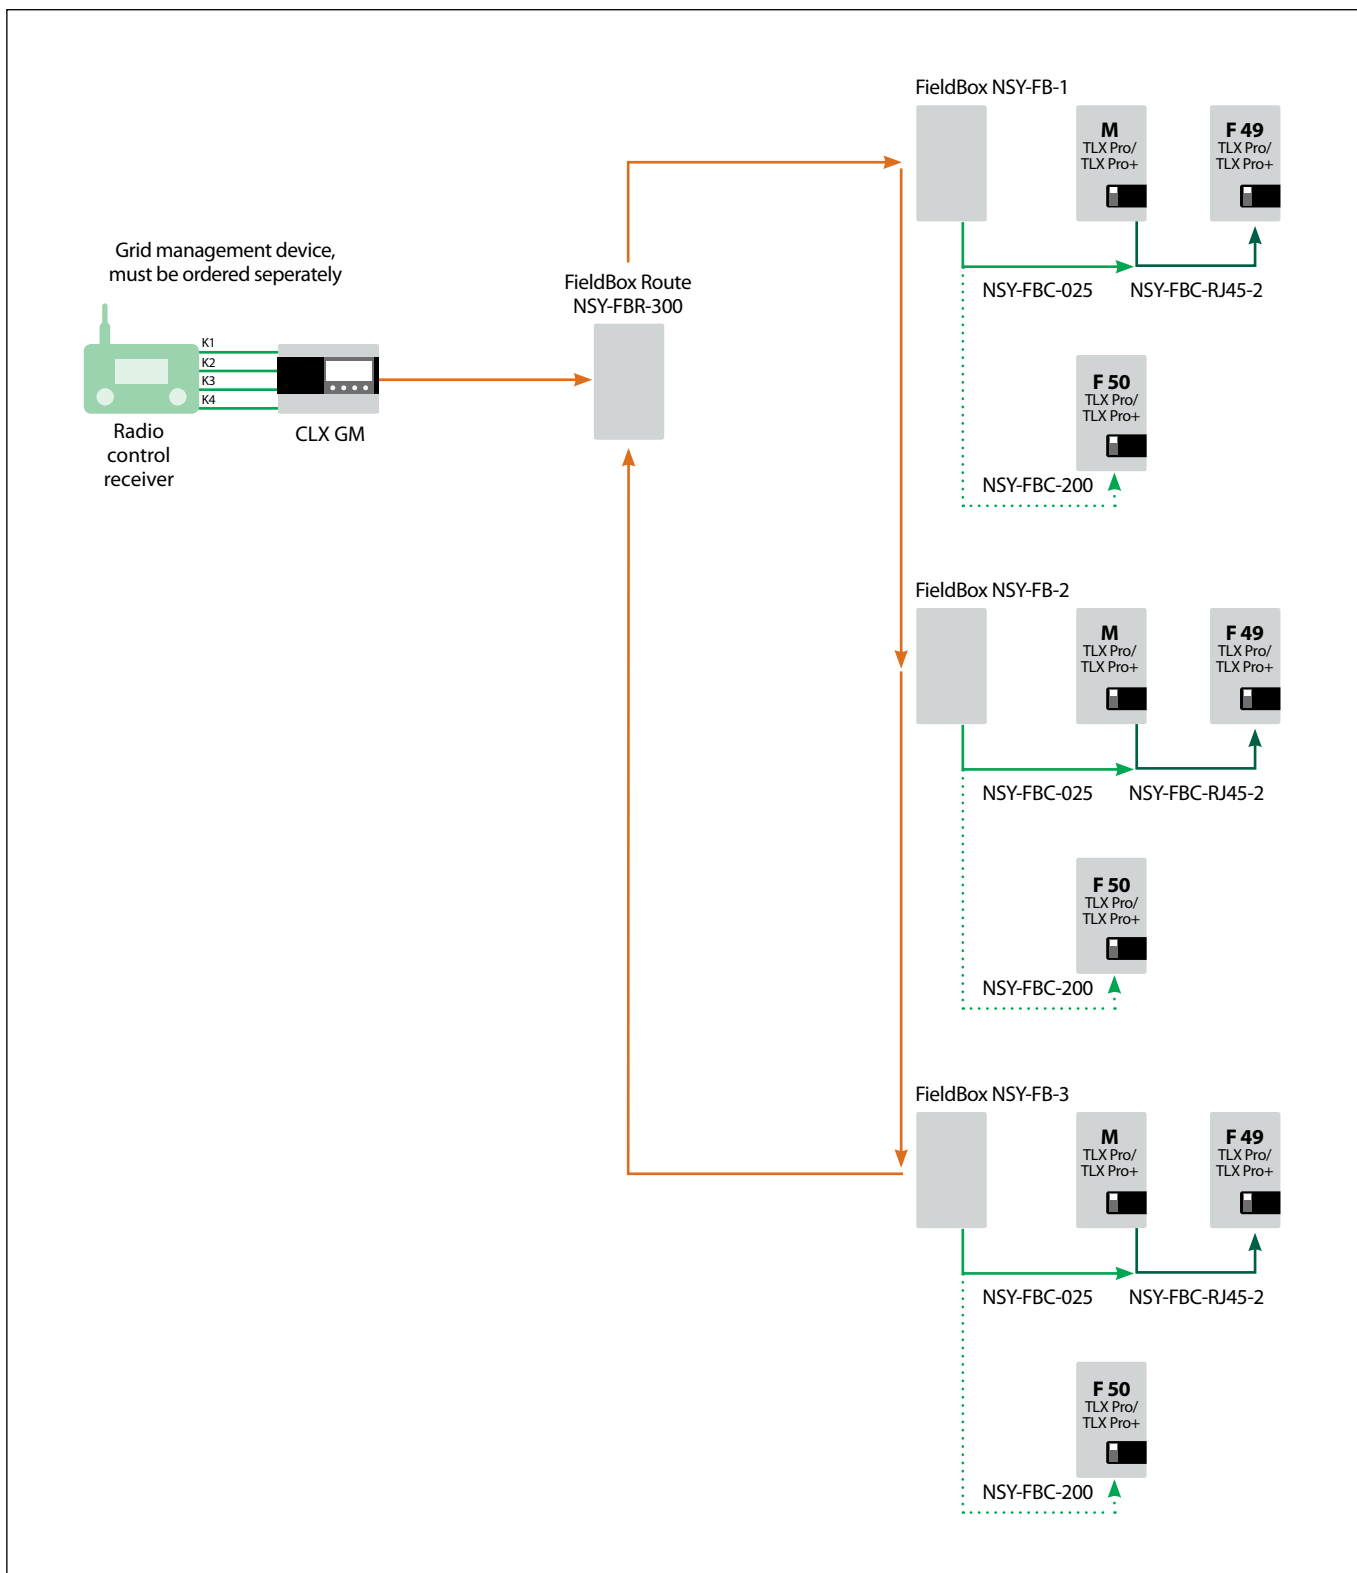 FieldBox NSY-FB-1
M
TLX Pro/
TLX Pro+
F 49
TLX Pro/
TLX Pro+
Grid management device,
must be ordered seperately
FieldBox Route
NSY-FBR-300
NSY-FBC-025
NSY-FBC-RJ45-2
K1
K2
K3
K4
Radio
control
receiver
CLX GM
F 50
TLX Pro/
TLX Pro+
NSY-FBC-200
FieldBox NSY-FB-2
M
TLX Pro/
TLX Pro+
F 49
TLX Pro/
TLX Pro+
NSY-FBC-025
NSY-FBC-RJ45-2
F 50
TLX Pro/
TLX Pro+
NSY-FBC-200
FieldBox NSY-FB-3
M
TLX Pro/
TLX Pro+
F 49
TLX Pro/
TLX Pro+
NSY-FBC-025
NSY-FBC-RJ45-2
F 50
TLX Pro/
TLX Pro+
NSY-FBC-200